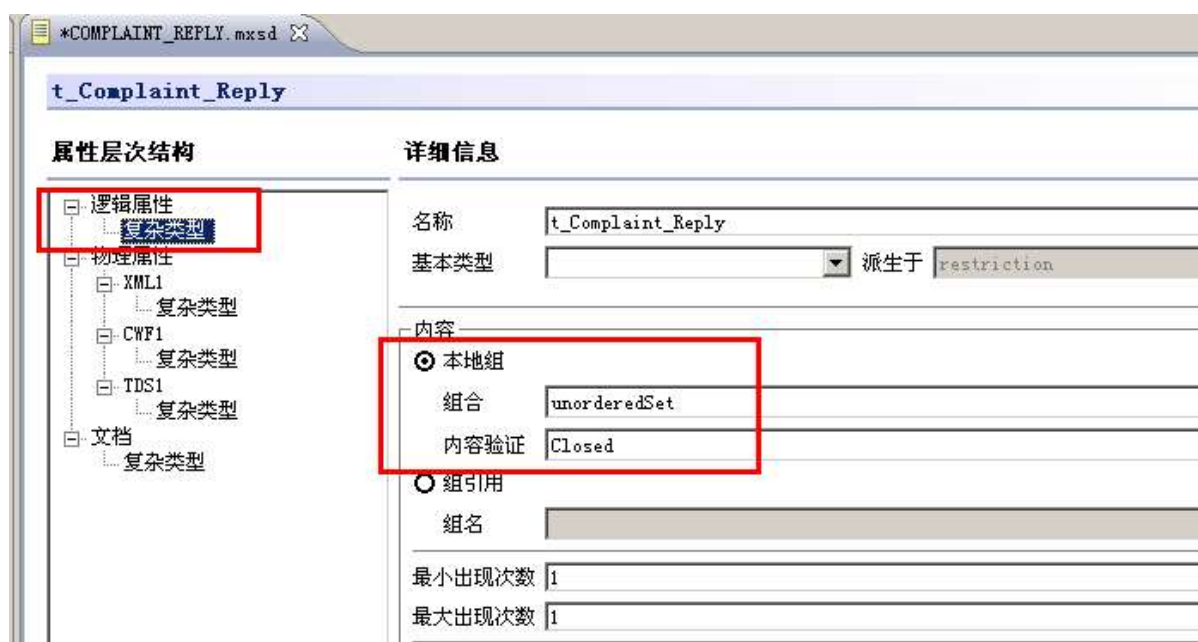 *COMPLAINT_REPLY.mxsd
t_Complaint_Reply
属性层次结构
逻辑属性
复杂类型
物理属性
XML1
复杂类型
CWF1
复杂类型
TDS1
复杂类型
文档
复杂类型
详细信息
名称 t_Complaint_Reply
基本类型 派生于 restriction
内容
本地组
组合 unorderedSet
内容验证 Closed
组引用
组名
最小出现次数 1
最大出现次数 1